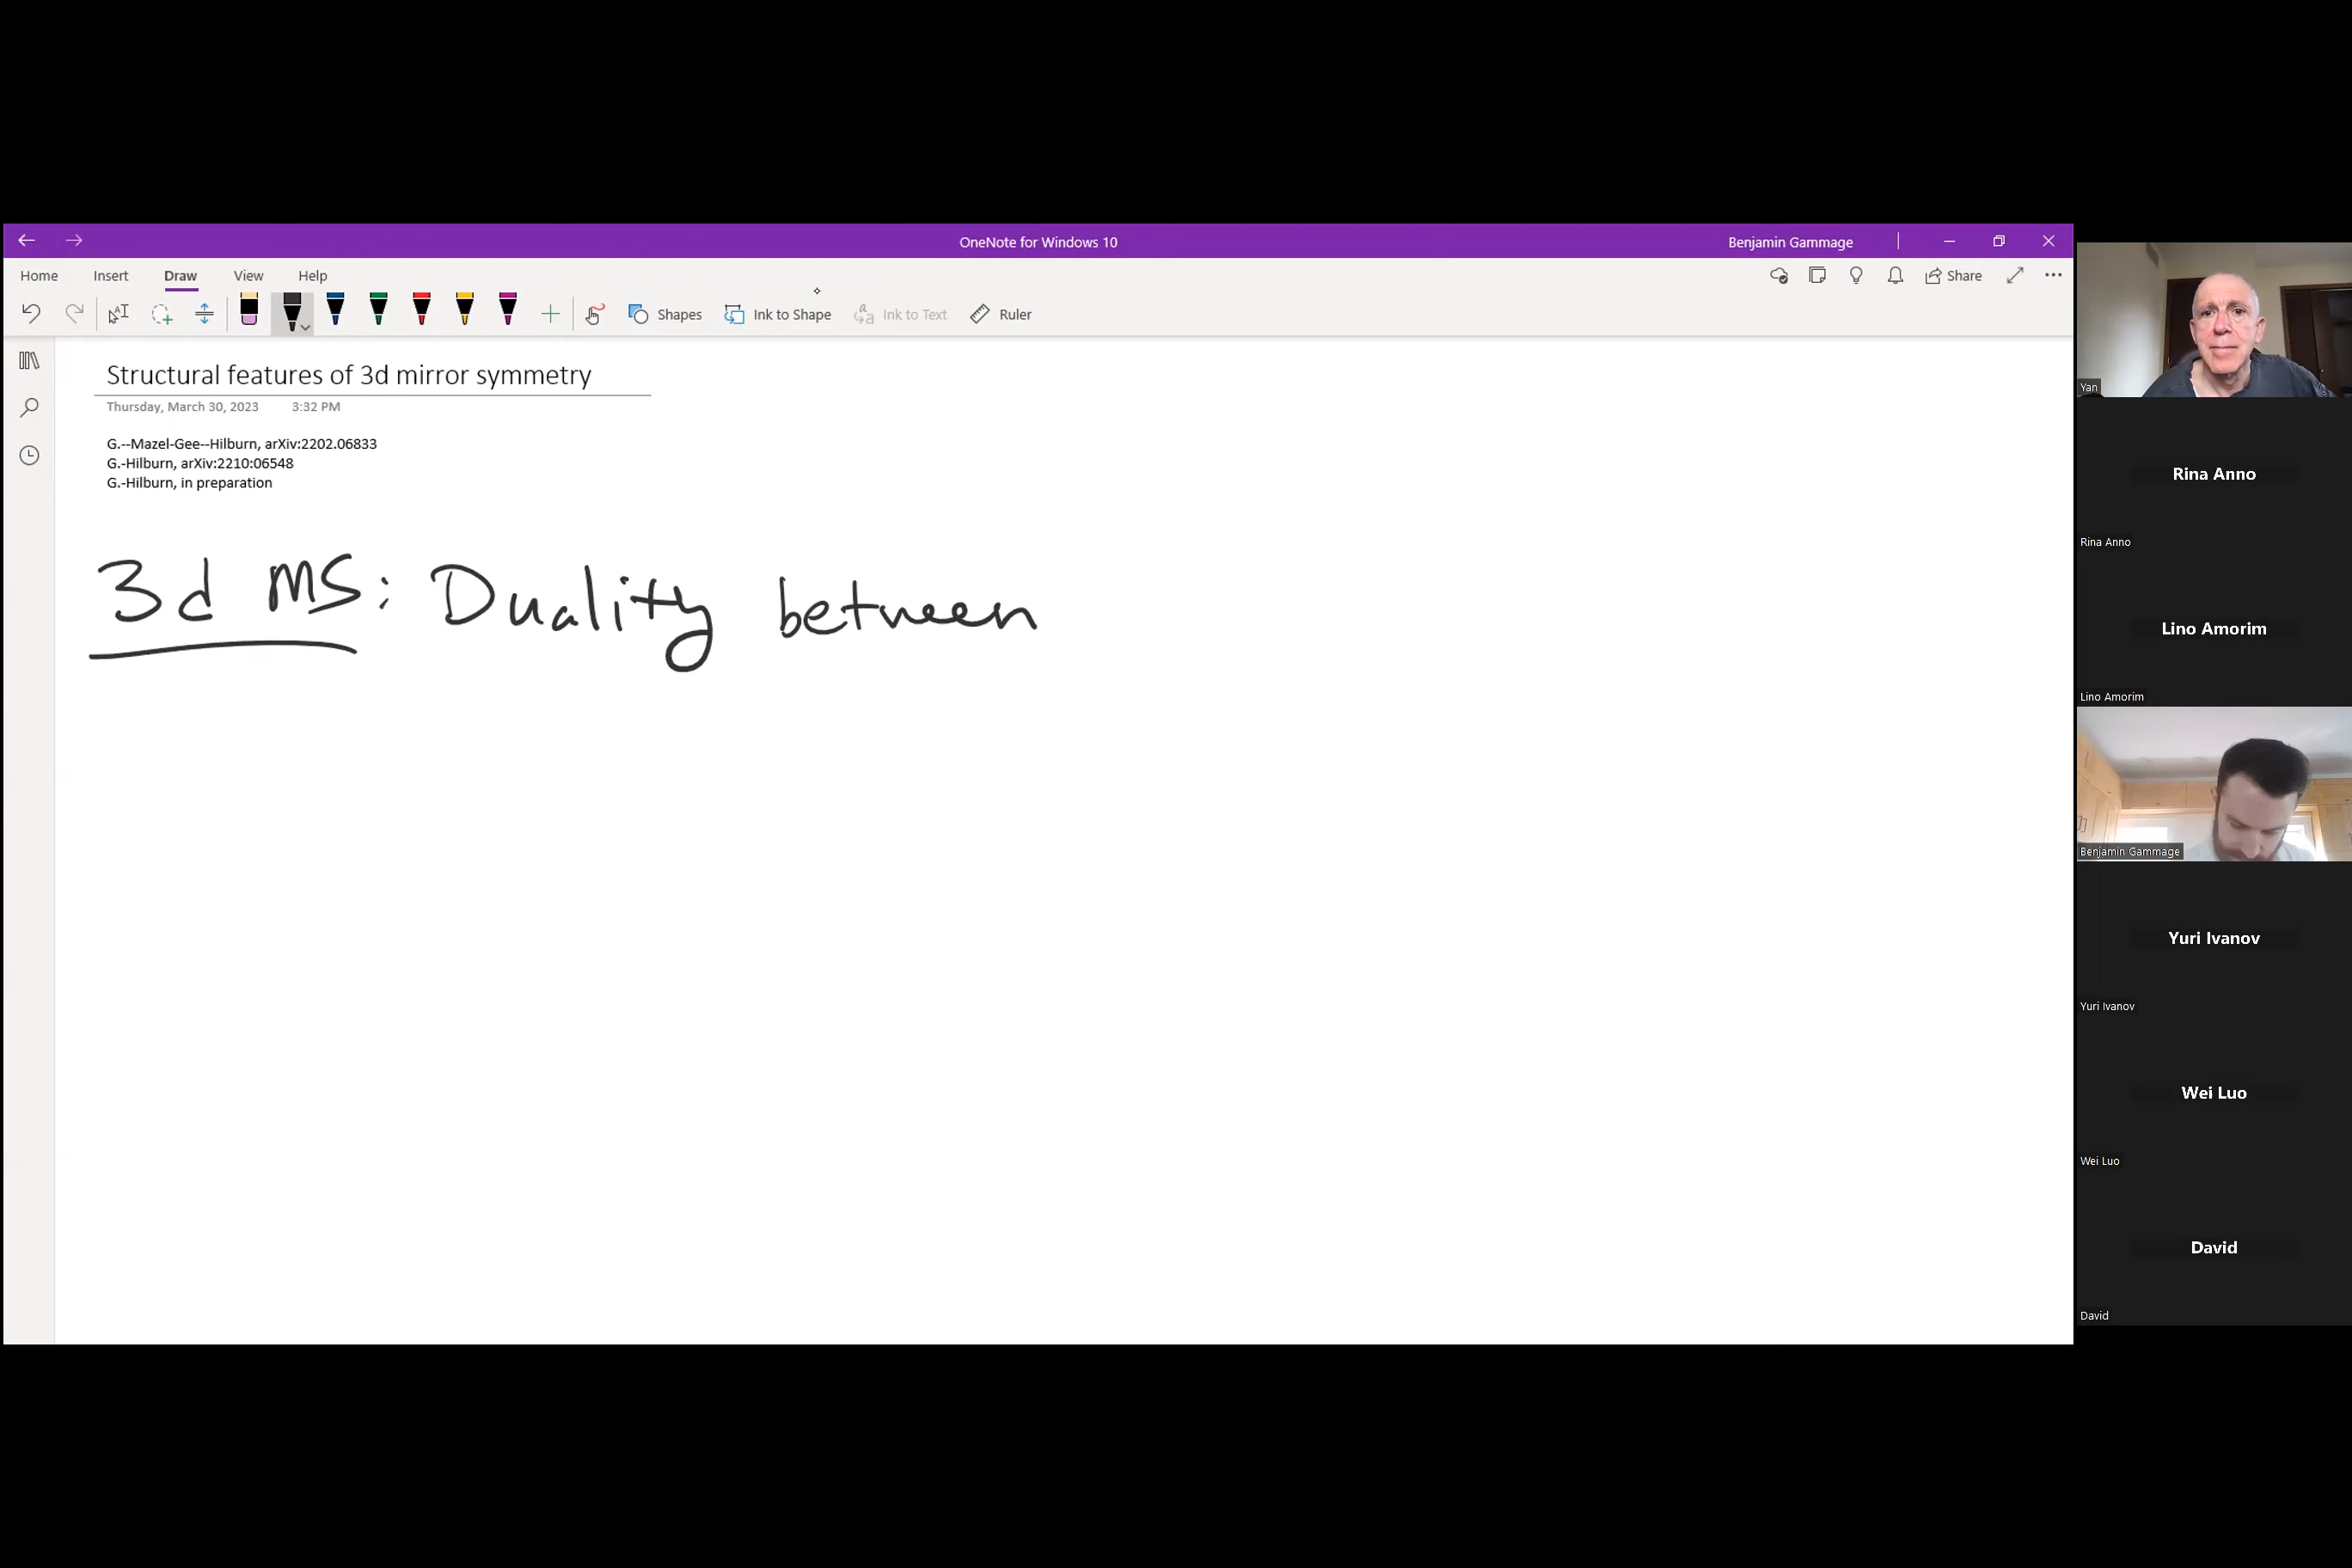 OneNote for Windows 10
Benjamin Gammage
Home Insert Draw View Help
Share
Shapes Ink to Shape Ink to Text Ruler
Structural features of 3d mirror symmetry
Thursday, March 30, 2023 3:32 PM
G.--Mazel-Gee--Hilburn, arXiv:2202.06833
G.-Hilburn, arXiv:2210:06548
G.-Hilburn, in preparation
3d MS: Duality between
Yan
Rina Anno
Rina Anno
Lino Amorim
Lino Amorim
Benjamin Gammage
Yuri Ivanov
Yuri Ivanov
Wei Luo
Wei Luo
David
David